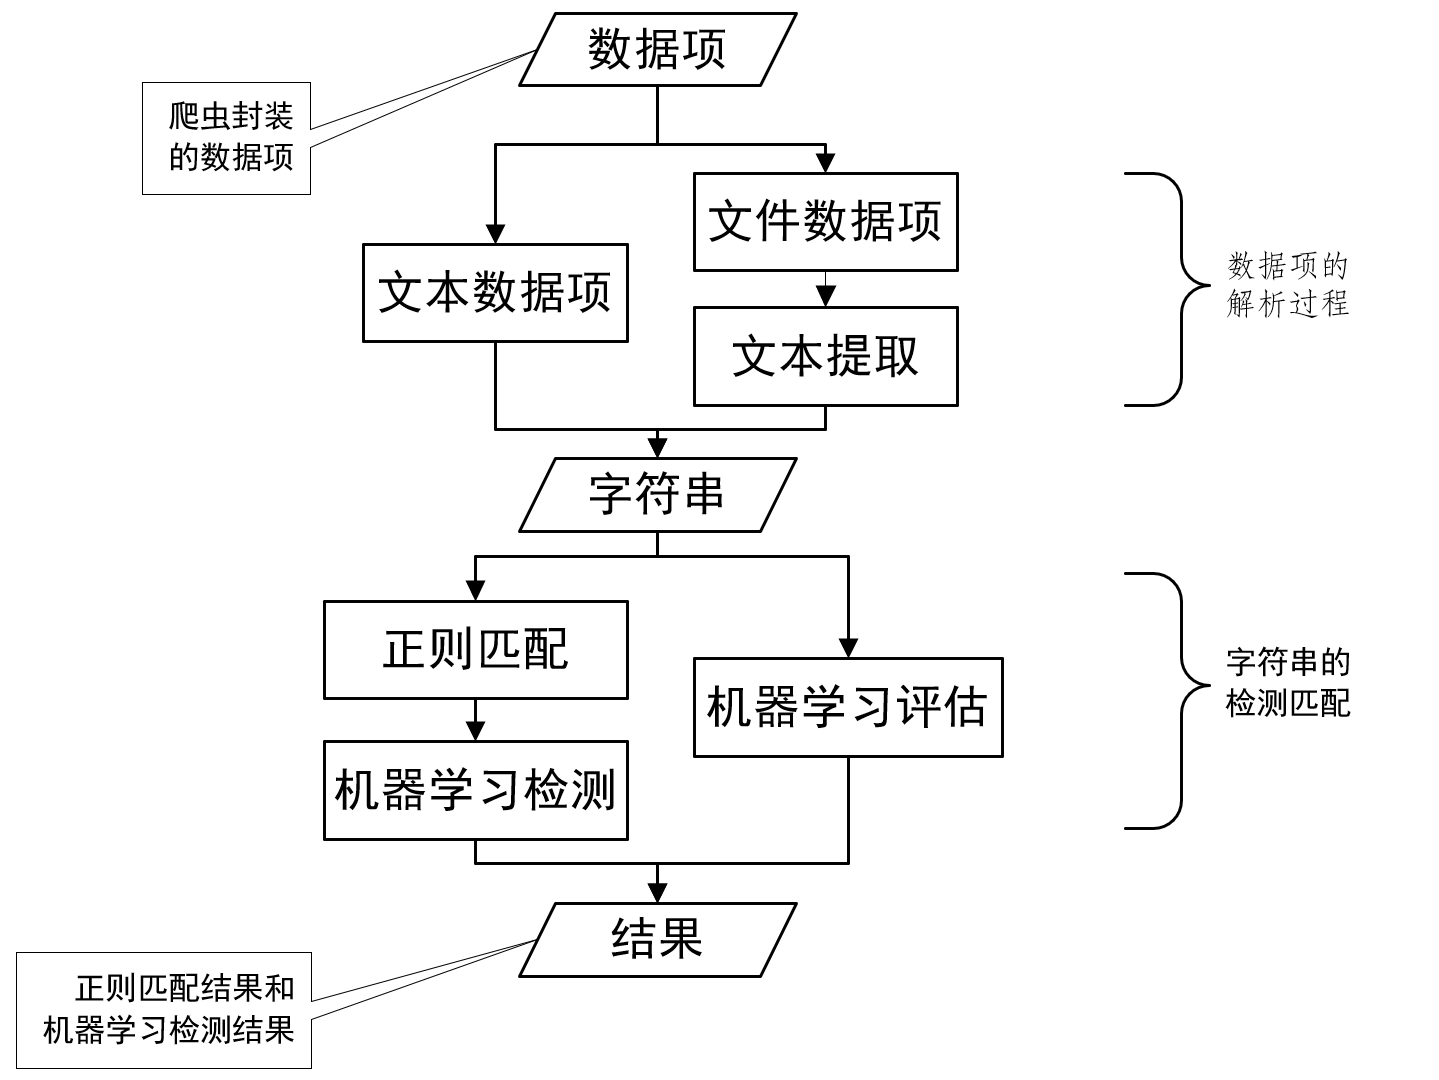 数据项
爬虫封装
的数据项
文件数据项
文本数据项
数据项的
解析过程
文本提取
字符串
正则匹配
机器学习评估
字符串的
检测匹配
机器学习检测
结果
正则匹配结果和
机器学习检测结果